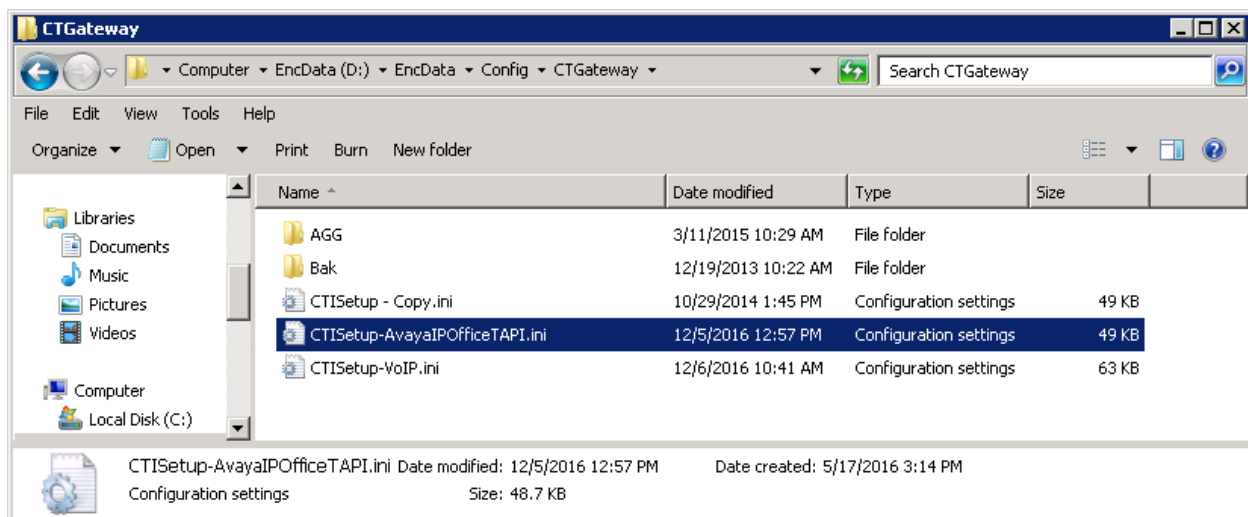 CTGateway
Computer EncData (D:) EncData Config CTGateway Search CTGateway
File Edit View Tools Help
Organize Open Print Burn New folder
Name Date modified Type Size
Libraries
Documents
Music
Pictures
Videos
Computer
Local Disk (C:)
AGG 3/11/2015 10:29 AM File folder
Bak 12/19/2013 10:22 AM File folder
CTISetup - Copy.ini 10/29/2014 1:45 PM Configuration settings 49 KB
CTISetup-AvayaIPOfficeTAPI.ini 12/5/2016 12:57 PM Configuration settings 49 KB
CTISetup-VoIP.ini 12/6/2016 10:41 AM Configuration settings 63 KB
CTISetup-AvayaIPOfficeTAPI.ini Date modified: 12/5/2016 12:57 PM Date created: 5/17/2016 3:14 PM
Configuration settings Size: 48.7 KB